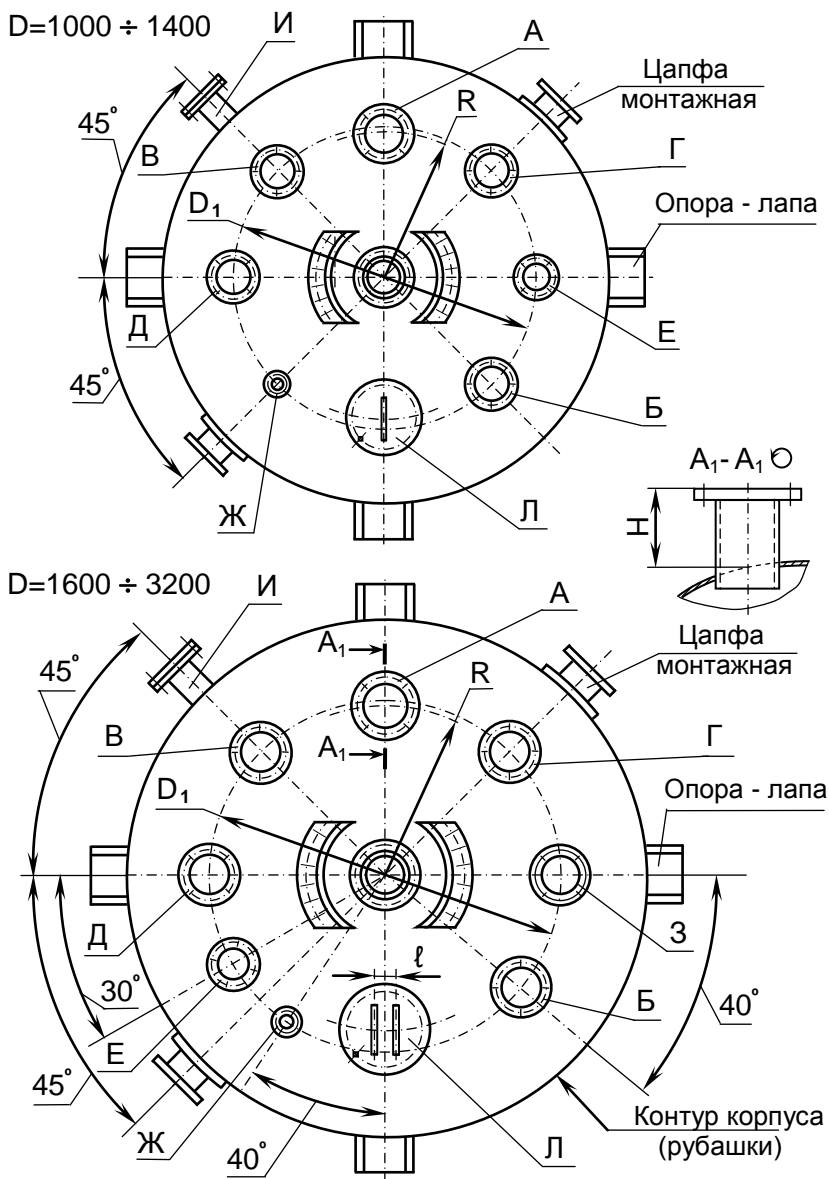 D=1000 ÷ 1400
И
А
Цапфа
монтажная
R
45°
В
Г
D₁
Опора - лапа
Д
Е
45°
Б
А₁- А₁
Ж
Л
Н
D=1600 ÷ 3200
И
А
А₁
Цапфа
монтажная
R
45°
В
Г
А₁
D₁
Опора - лапа
Д
З
ℓ
30°
Б
40°
Е
45°
Ж
40°
Л
Контур корпуса
(рубашки)